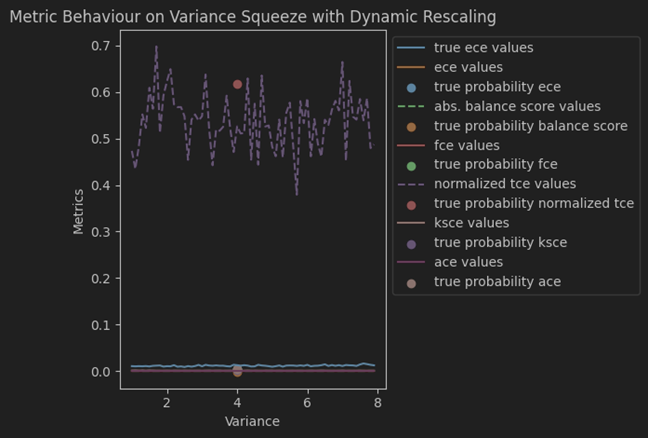 Metric Behaviour on Variance Squeeze with Dynamic Rescaling
0.7
0.6
0.5
0.4
0.3
0.2
0.1
0.0
Metrics
2
4
6
8
Variance
true ece values
ece values
true probability ece
abs. balance score values
true probability balance score
fce values
true probability fce
normalized tce values
true probability normalized tce
ksce values
true probability ksce
ace values
true probability ace